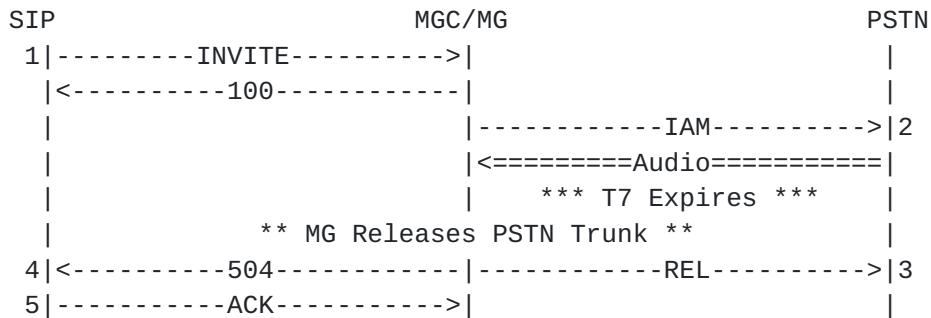 SIP                       MGC/MG                       PSTN
 1|---------INVITE---------->|                          |
  |<----------100------------|                          |
  |                          |------------IAM---------->|2
  |                          |<=========Audio===========|
  |                          |    *** T7 Expires ***    |
  |             ** MG Releases PSTN Trunk **            |
 4|<----------504------------|------------REL---------->|3
 5|-----------ACK----------->|                          |